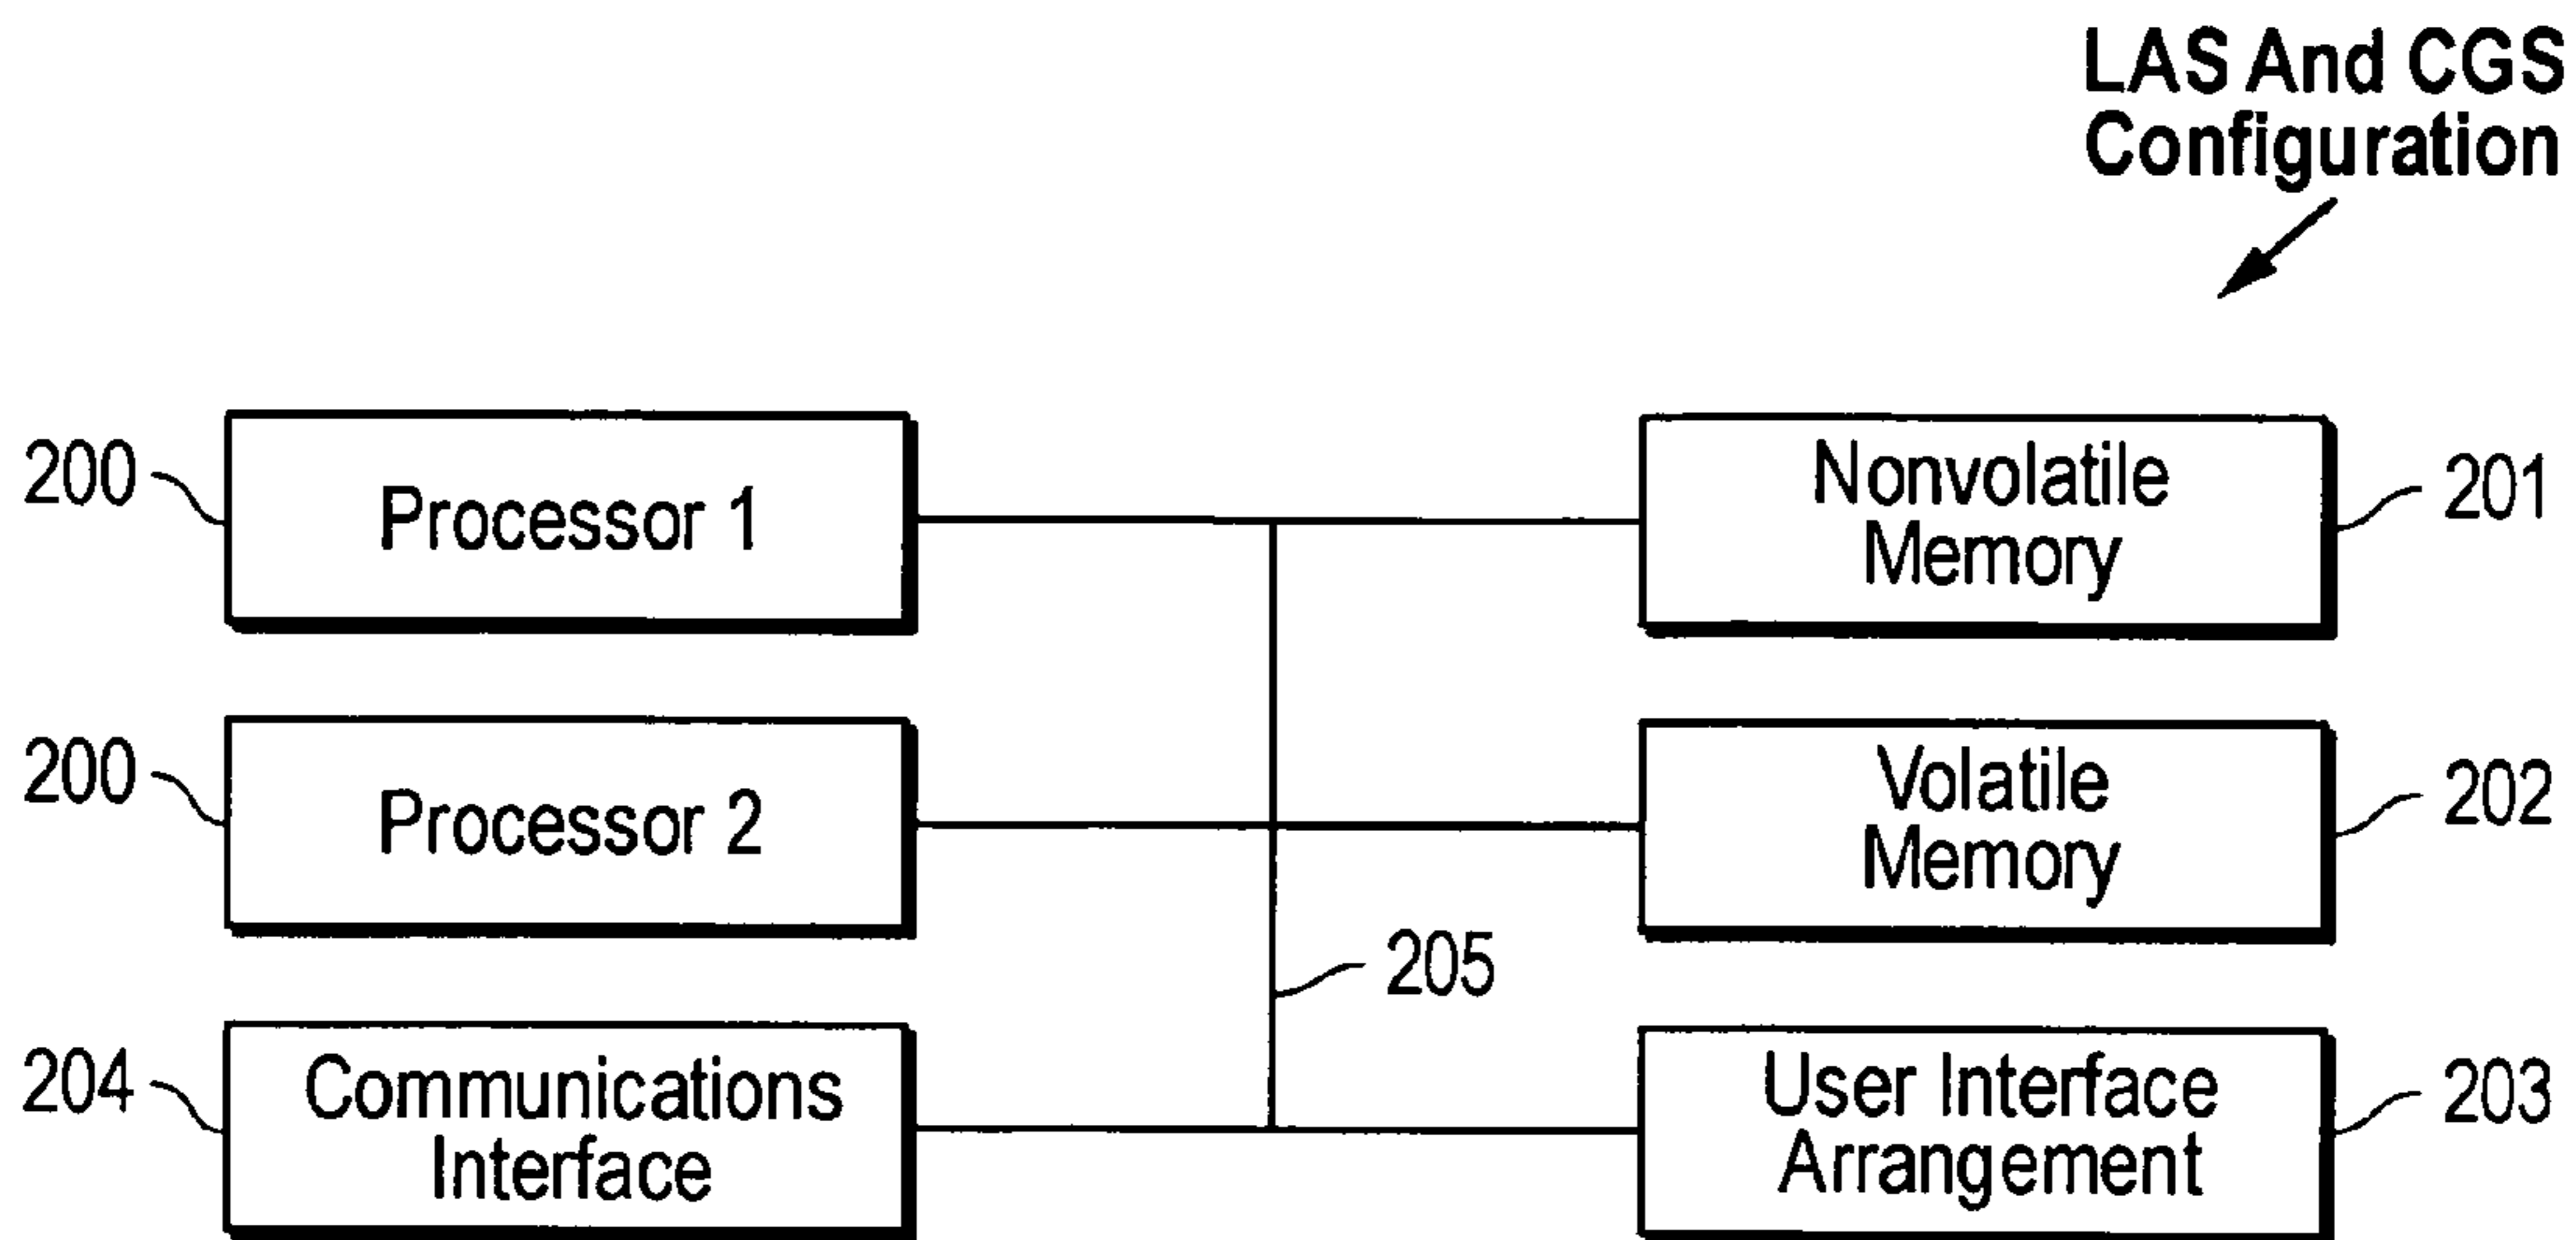 LAS And CGS
Configuration
200
Processor 1
Nonvolatile
Memory
201
200
Processor 2
Volatile
Memory
202
205
204
Communications
Interface
User Interface
Arrangement
203